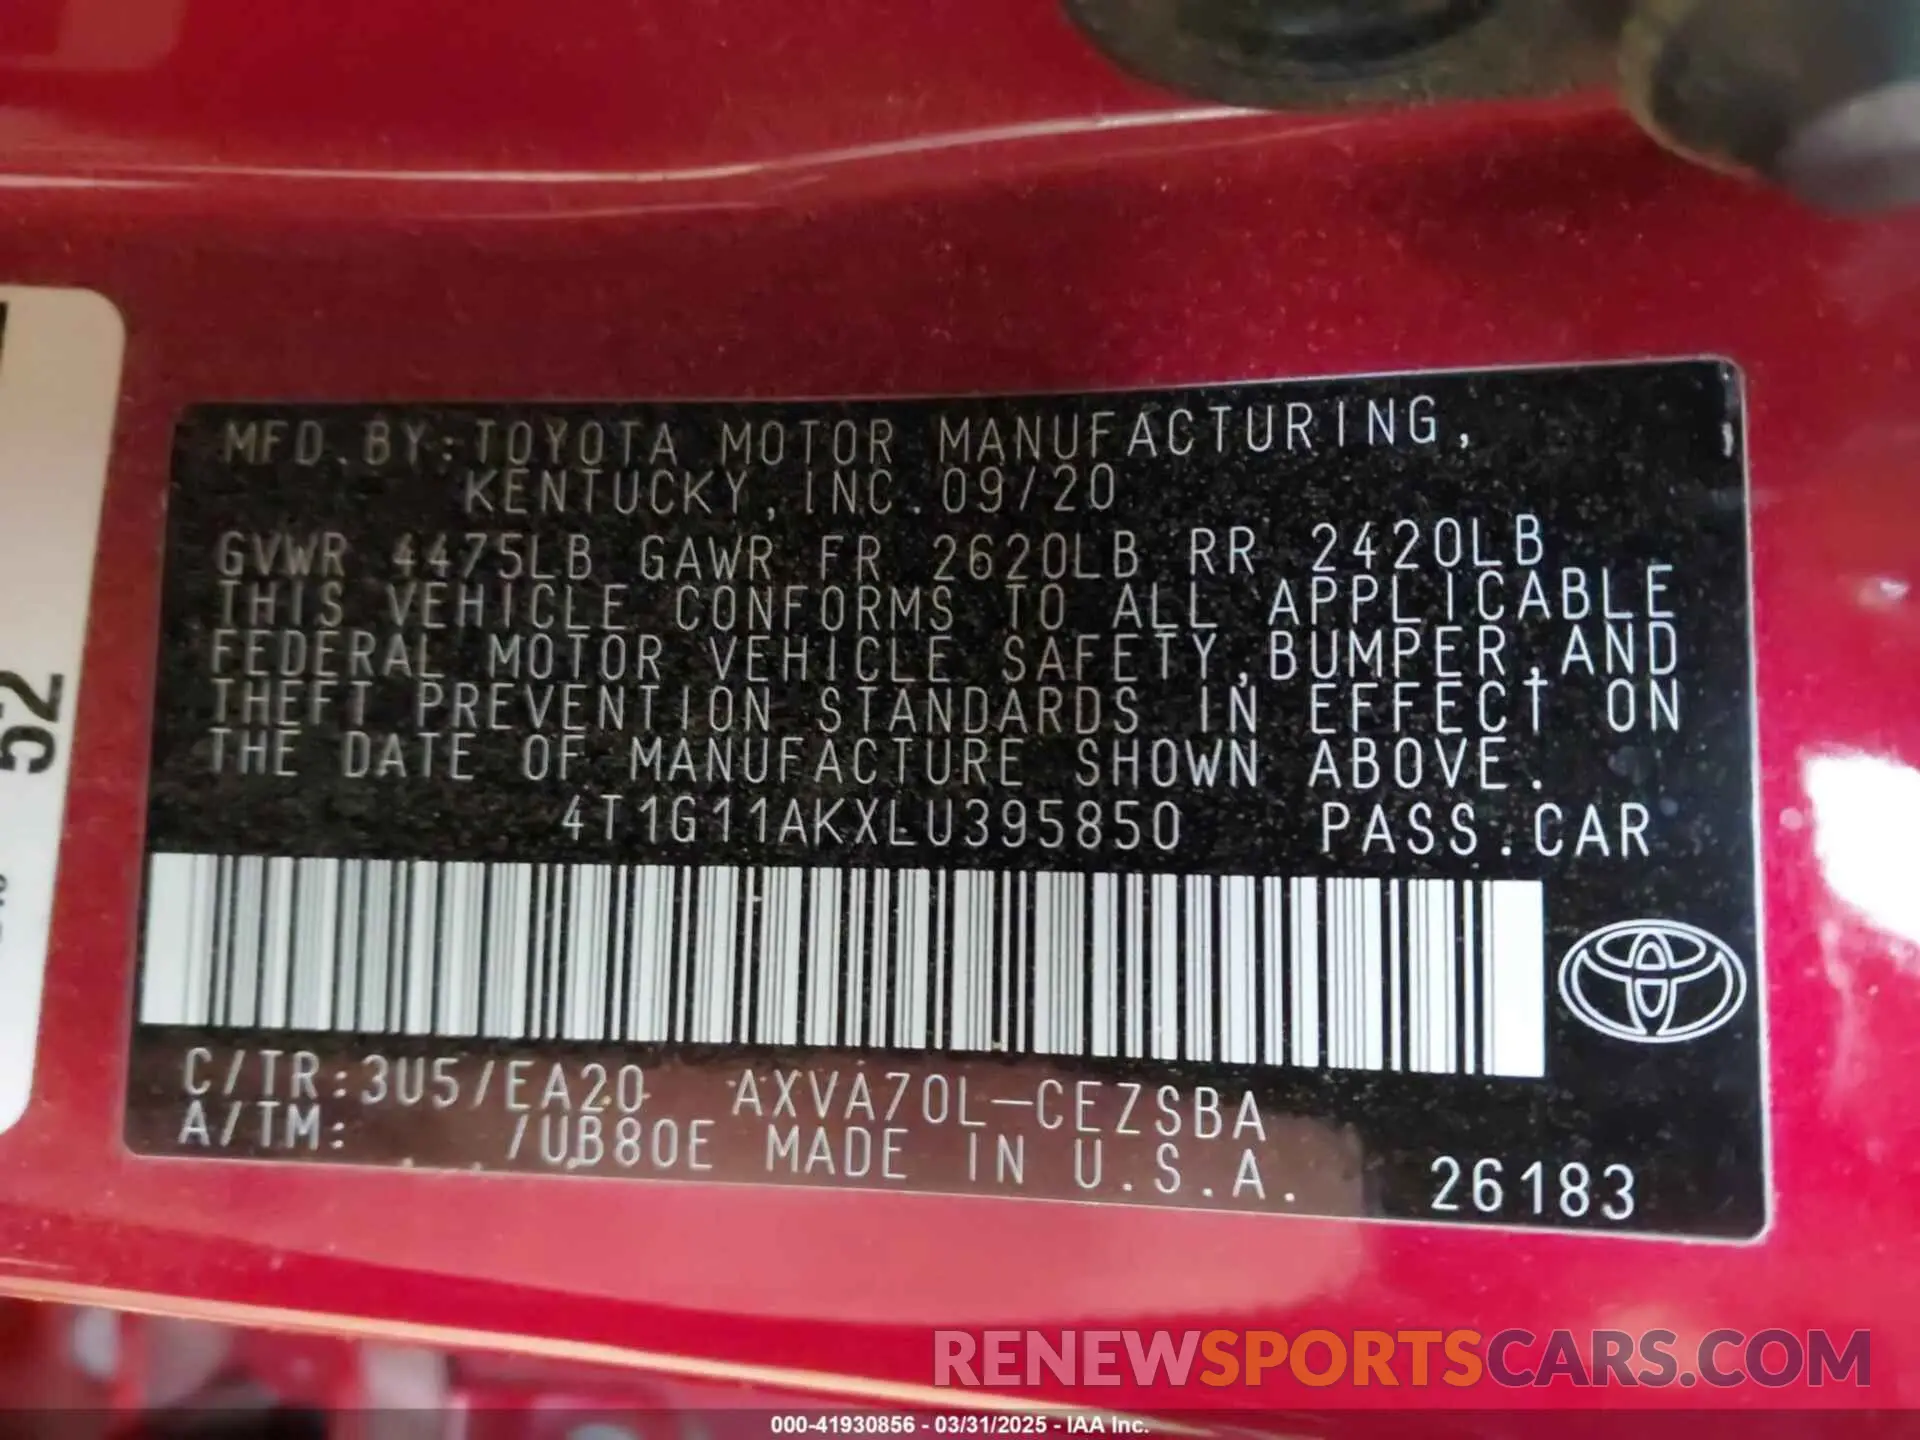 MFD. BY: TOYOTA MOTOR MANUFACTURING,
KENTUCKY, INC. 09/20
GVWR 4475LB GAWR FR 2620LB RR 2420LB
THIS VEHICLE CONFORMS TO ALL APPLICABLE
FEDERAL MOTOR VEHICLE SAFETY, BUMPER, AND
THEFT PREVENTION STANDARDS IN EFFECT ON
THE DATE OF MANUFACTURE SHOWN ABOVE.
4T1G11AKXLU395850 PASS. CAR
C/TR: 3U5/EA20 AXVA70L-CEZSBA
A/TM: /UB80E MADE IN U.S.A.
26183
52
RENEWSPORTSCARS.COM
000-41930856 - 03/31/2025 - IAA Inc.